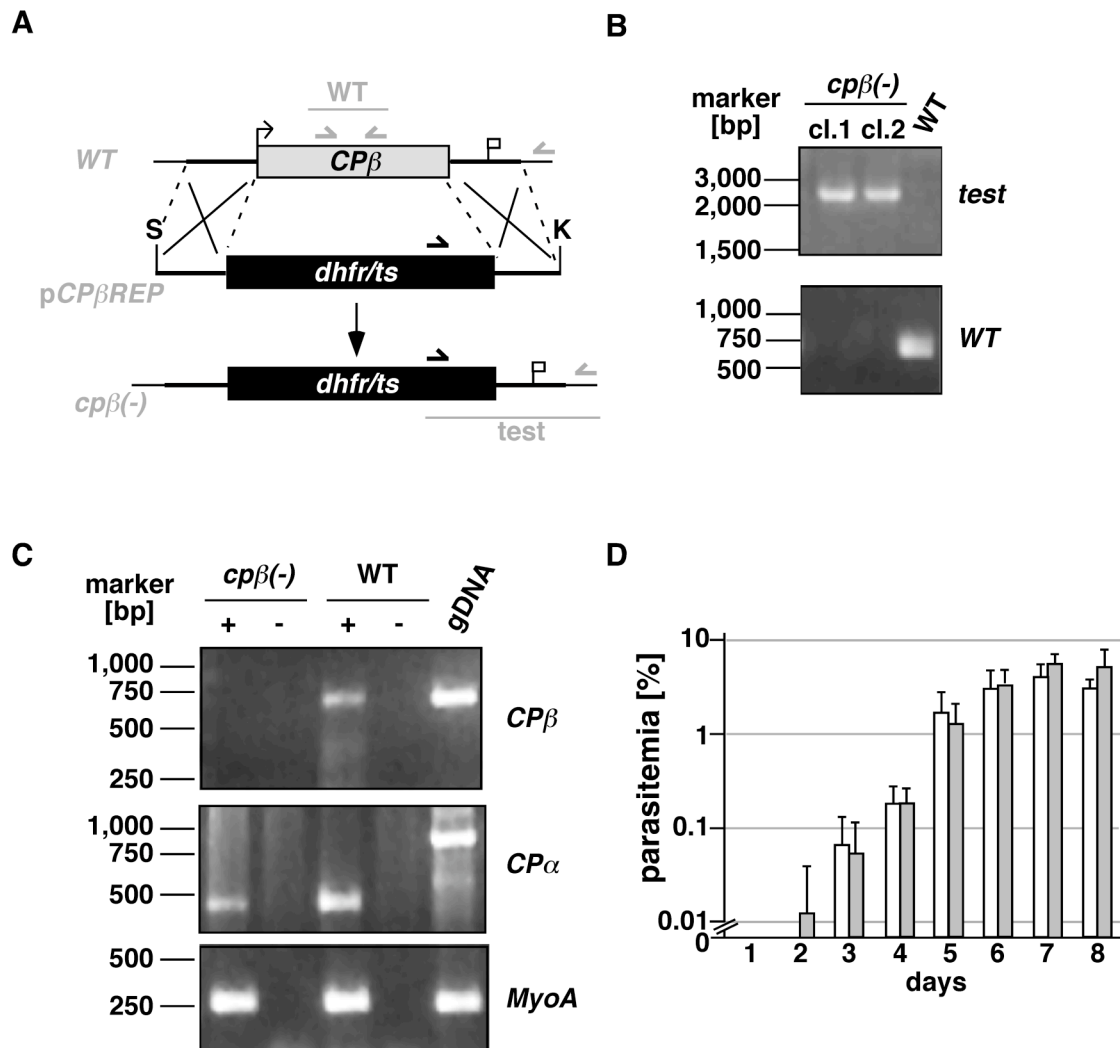 A
WT
WT
CPβ
S
K
dhfr/ts
pCPβREP
dhfr/ts
cpβ(-)
test
B
marker
[bp]
cpβ(-)
WT
cl.1 cl.2
3,000
2,000
1,500
test
1,000
750
500
WT
C
marker
[bp]
cpβ(-)
WT
gDNA
+ - + -
1,000
750
500
250
CPβ
1,000
750
500
CPα
500
250
MyoA
D
parasitemia [%]
10
1
0.1
0.01
0
1 2 3 4 5 6 7 8
days